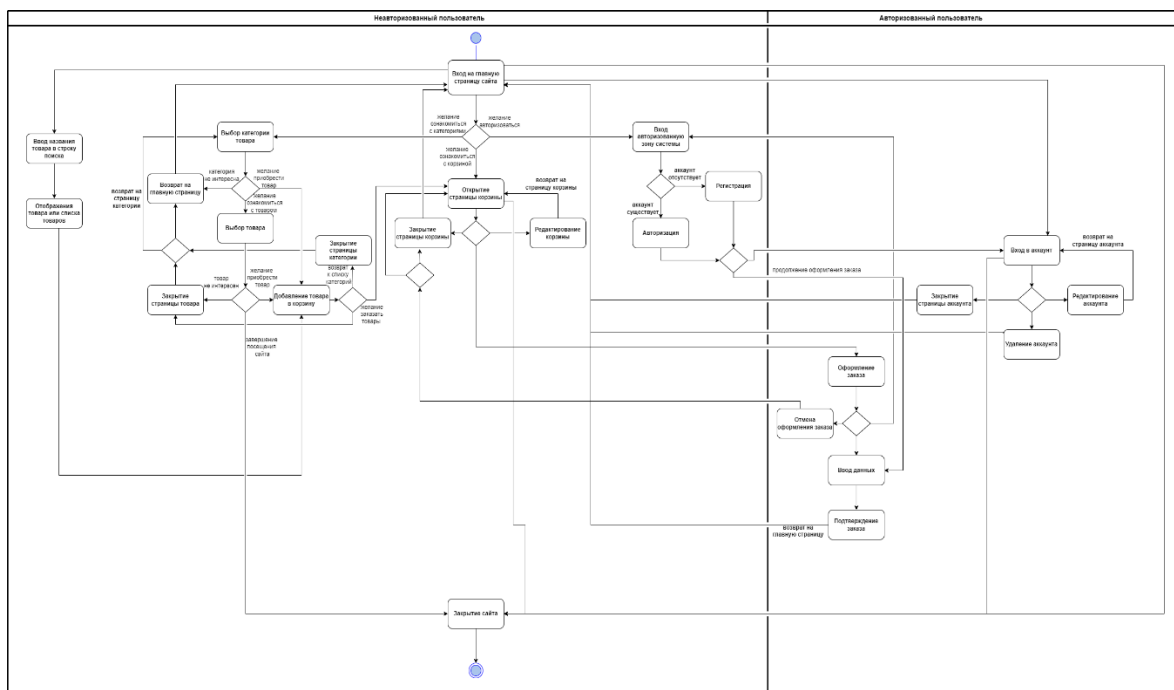 Неавторизованный пользователь
Авторизованный пользователь
Вход на главную
страницу сайта
желание
ознакомиться
с категориями
желание
авторизоваться
Ввод названия
товара в строку
поиска
Выбор категории
товара
Вход
авторизованную
зону системы
желание
ознакомиться
с корзиной
возврат на
страницу
категории
Возврат на
главную страницу
категория
не интересна
желание
приобрести
товар
желание
ознакомиться
с товаром
Открытие
страницы корзины
возврат на
страницу корзины
аккаунт
отсутствует
Регистрация
Отображения
товара или списка
товаров
Выбор товара
Закрытие
страницы корзины
Редактирование
корзины
аккаунт
существует
Авторизация
Закрытие
страницы
категории
Вход в аккаунт
возврат на
страницу аккаунта
продолжение оформления заказа
Закрытие
страницы товара
товар
не интересен
желание
приобрести
товар
Добавление товара
в корзину
возврат
к списку
категорий
желание
заказать
товары
Закрытие
страницы аккаунта
Редактирование
аккаунта
завершения
посещения
сайта
Удаление аккаунта
Оформление
заказа
Отмена
оформления заказа
Ввод данных
Подтверждение
заказа
возврат на
главную страницу
Закрытие сайта